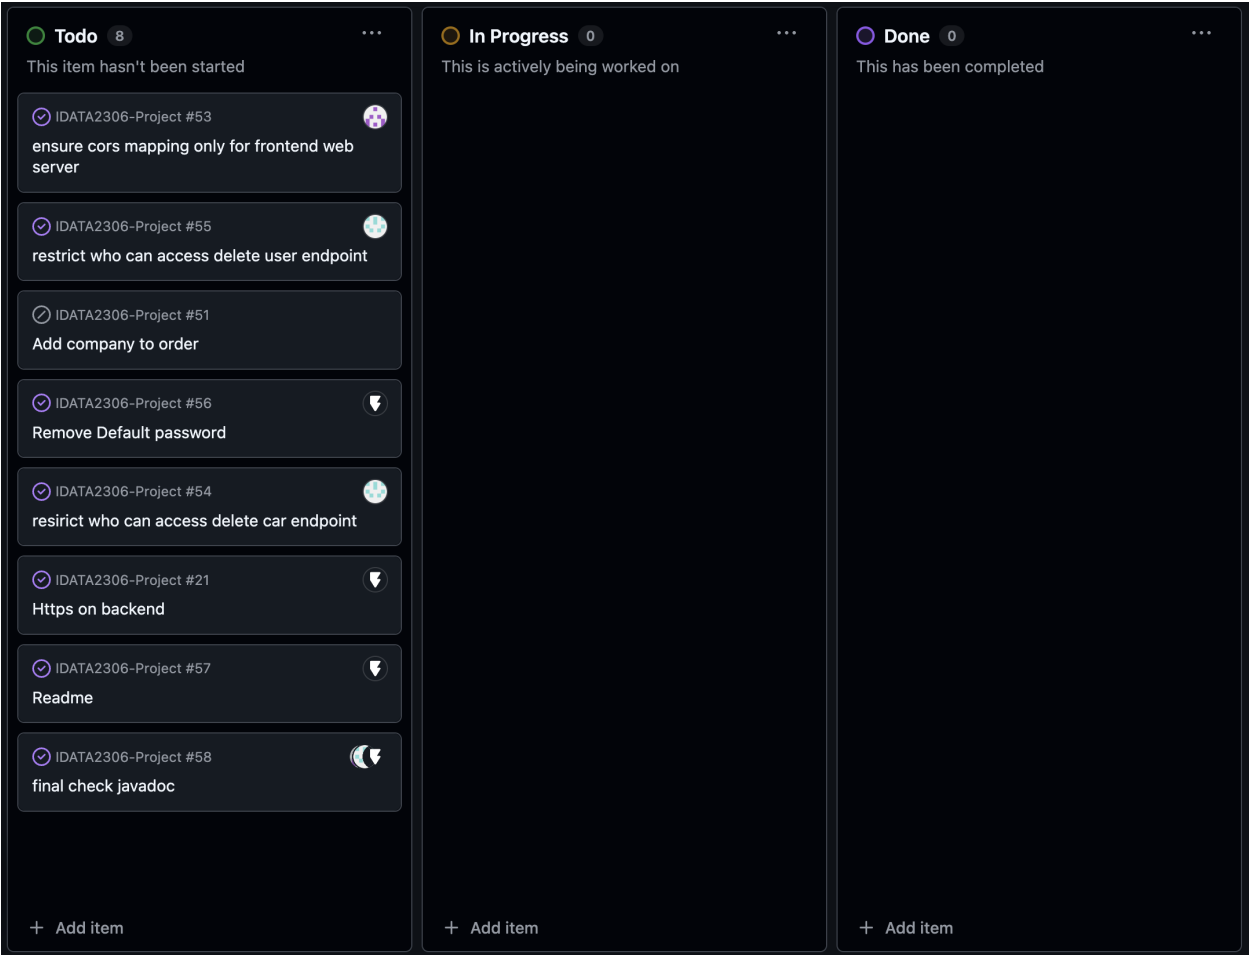 Todo 8
This item hasn't been started
IDATA2306-Project #53
ensure cors mapping only for frontend web
server
IDATA2306-Project #55
restrict who can access delete user endpoint
IDATA2306-Project #51
Add company to order
IDATA2306-Project #56
Remove Default password
IDATA2306-Project #54
resirict who can access delete car endpoint
IDATA2306-Project #21
Https on backend
IDATA2306-Project #57
Readme
IDATA2306-Project #58
final check javadoc
+ Add item
In Progress 0
This is actively being worked on
+ Add item
Done 0
This has been completed
+ Add item